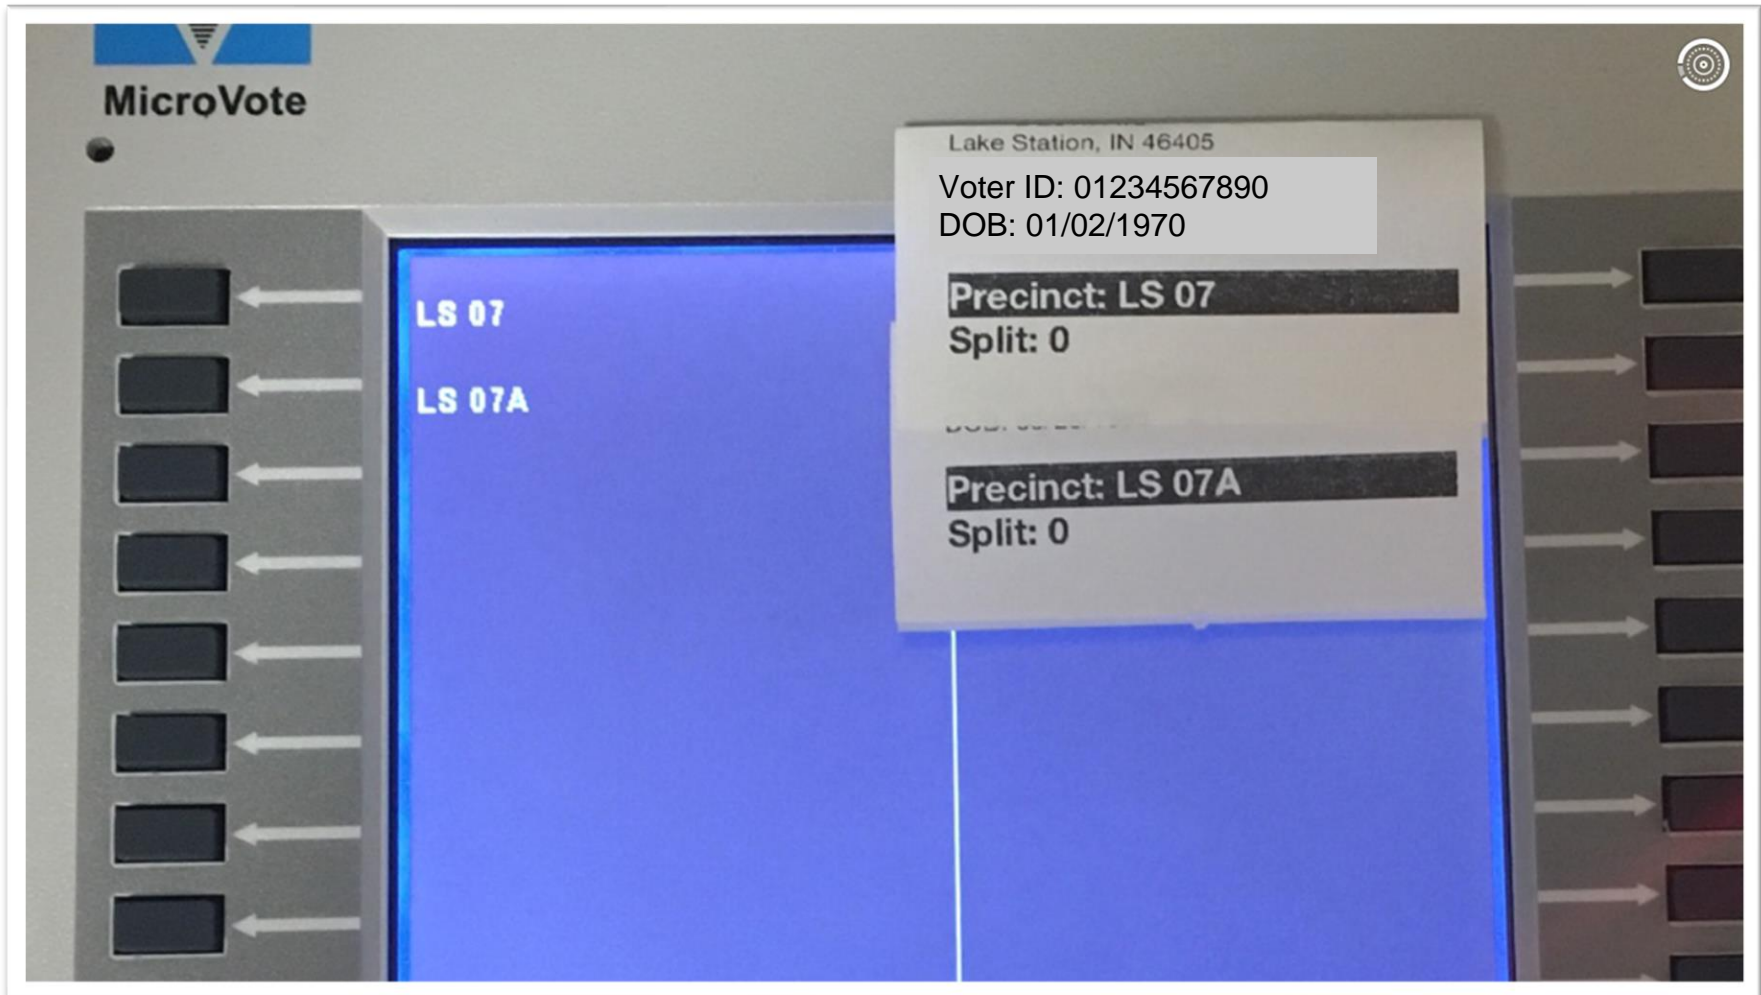 MicroVote
Lake Station, IN 46405
Voter ID: 01234567890
DOB: 01/02/1970
LS 07
Precinct: LS 07
Split: 0
LS 07A
Precinct: LS 07A
Split: 0